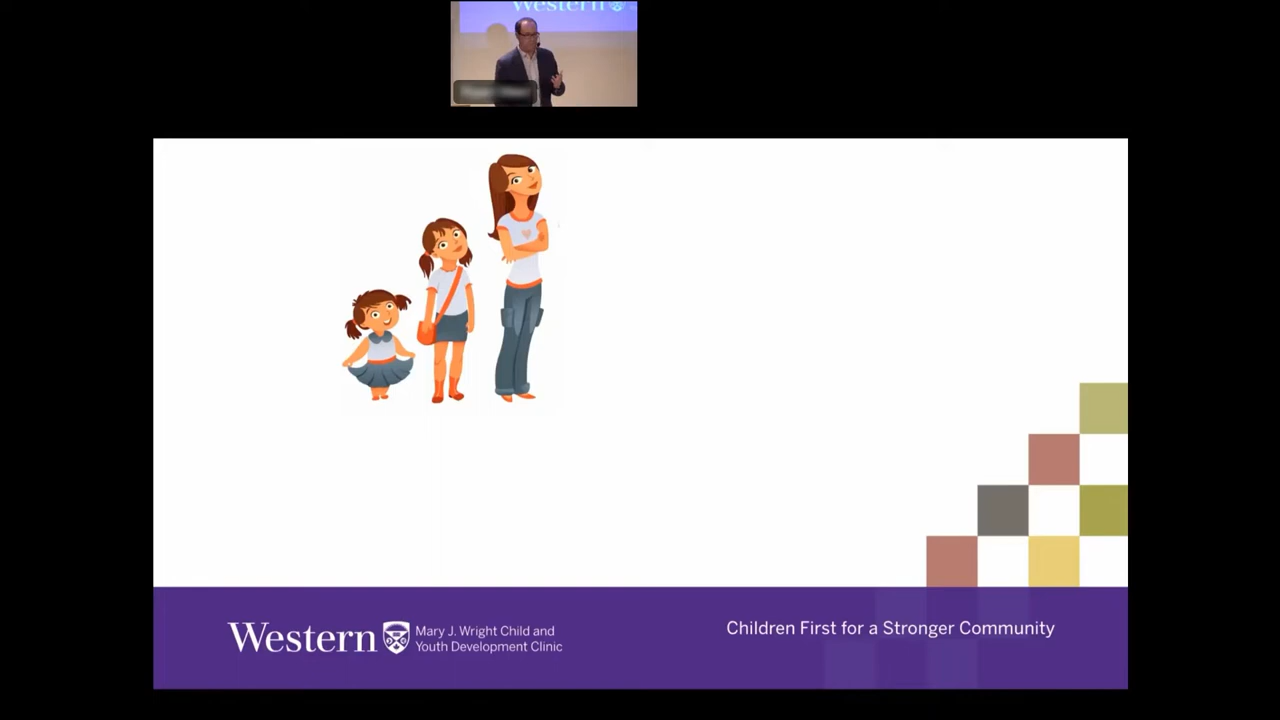 Western
Western
Mary J. Wright Child and
Youth Development Clinic
Children First for a Stronger Community